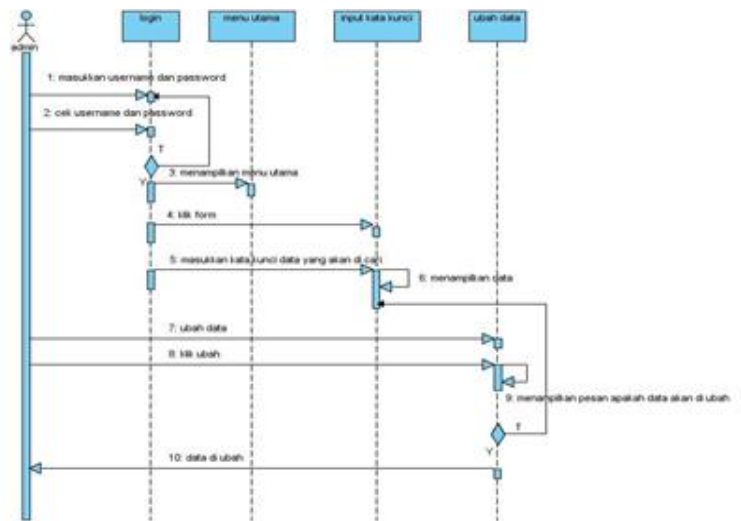 login
menu utama
input kata kunci
ubah data
admin
1: masukkan username dan password
2: cek username dan password
T
Y
3: menampilkan menu utama
4: klik form
5: masukkan kata kunci data yang akan di cari
6: menampilkan data
7: ubah data
8: klik ubah
9: menampilkan pesan apakah data akan di ubah
T
Y
10: data di ubah